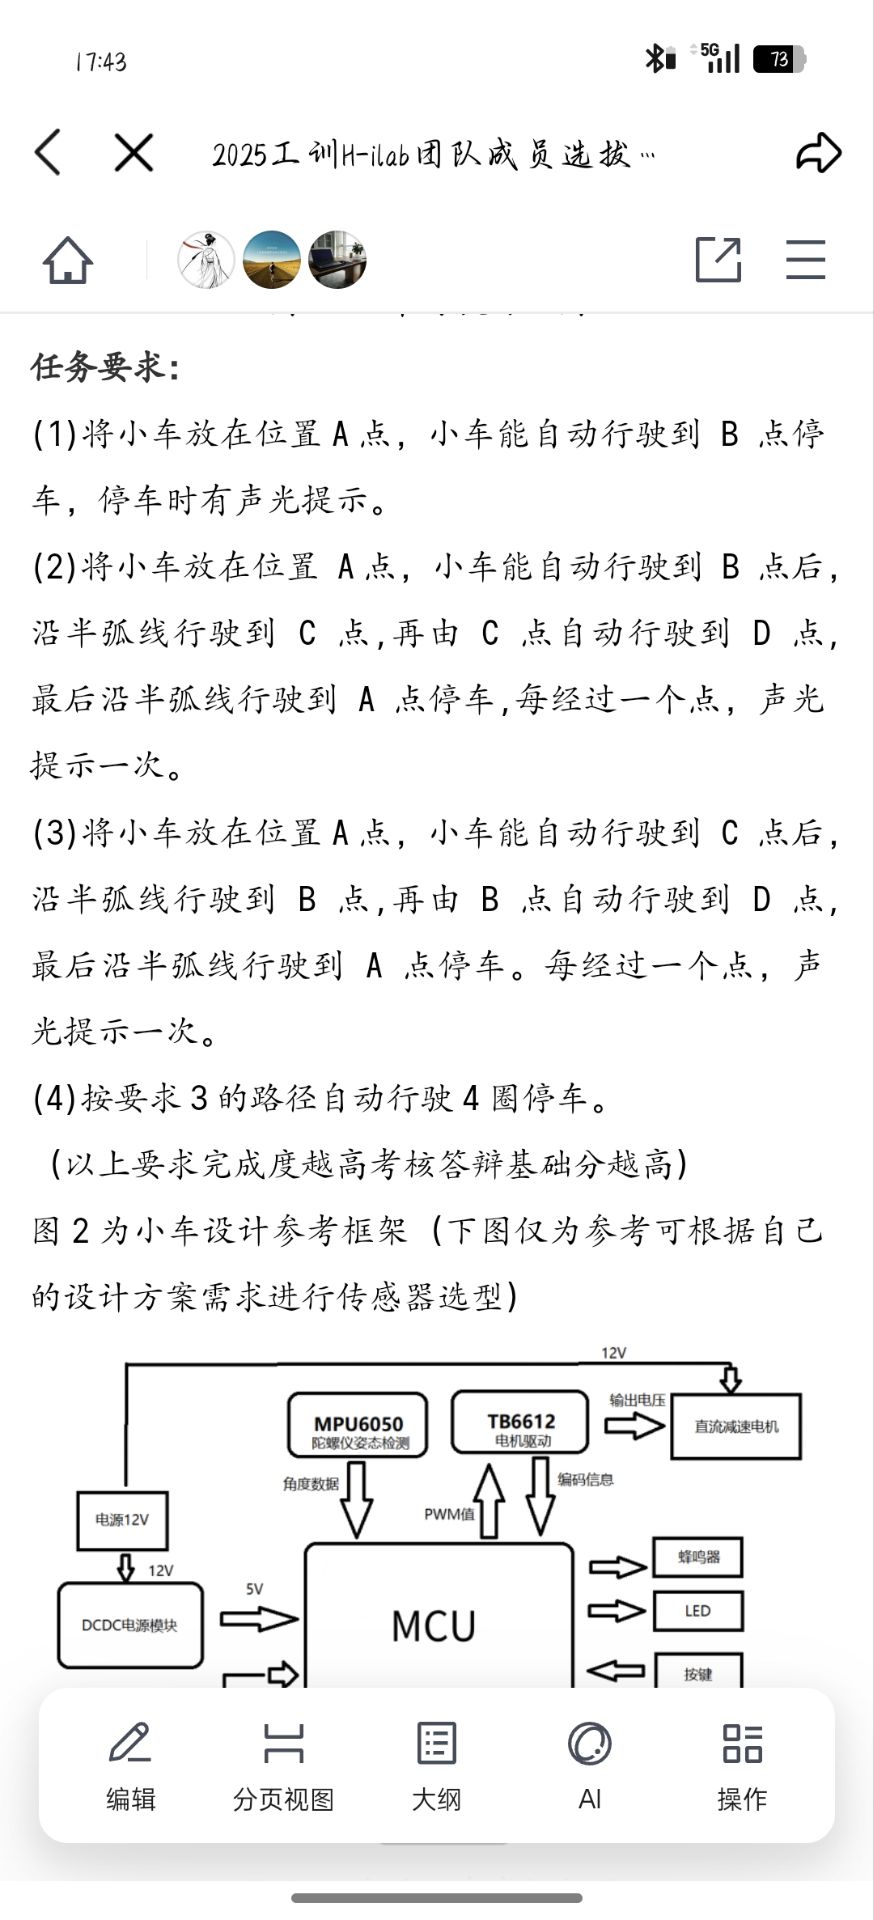 17:43
5G
73
2025工训H-ilab团队成员选拔…
任务要求：
(1)将小车放在位置A点，小车能自动行驶到 B 点停
车，停车时有声光提示。
(2)将小车放在位置 A点，小车能自动行驶到 B 点后，
沿半弧线行驶到 C 点,再由 C 点自动行驶到 D 点，
最后沿半弧线行驶到 A 点停车,每经过一个点，声光
提示一次。
(3)将小车放在位置A点，小车能自动行驶到 C 点后，
沿半弧线行驶到 B 点,再由 B 点自动行驶到 D 点，
最后沿半弧线行驶到 A 点停车。每经过一个点，声
光提示一次。
(4)按要求3的路径自动行驶4圈停车。
(以上要求完成度越高考核答辩基础分越高)
图2为小车设计参考框架（下图仅为参考可根据自己
的设计方案需求进行传感器选型)
12V
MPU6050
陀螺仪姿态检测
TB6612
电机驱动
输出电压
直流减速电机
角度数据
PWM值
编码信息
电源12V
12V
DCDC电源模块
5V
MCU
蜂鸣器
LED
按键
编辑
分页视图
大纲
AI
操作